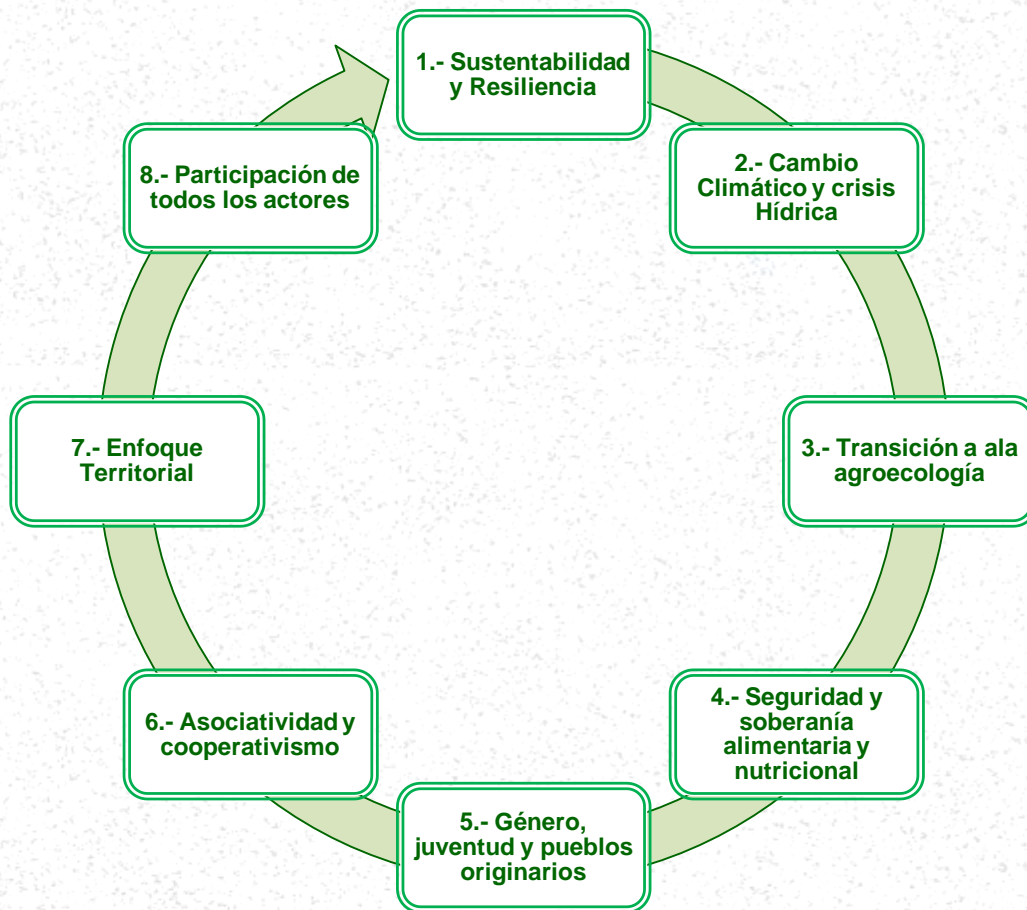 1.- Sustentabilidad
y Resiliencia
2.- Cambio
Climático y crisis
Hídrica
3.- Transición a ala
agroecología
4.- Seguridad y
soberanía
alimentaria y
nutricional
5.- Género,
juventud y pueblos
originarios
6.- Asociatividad y
cooperativismo
7.- Enfoque
Territorial
8.- Participación de
todos los actores